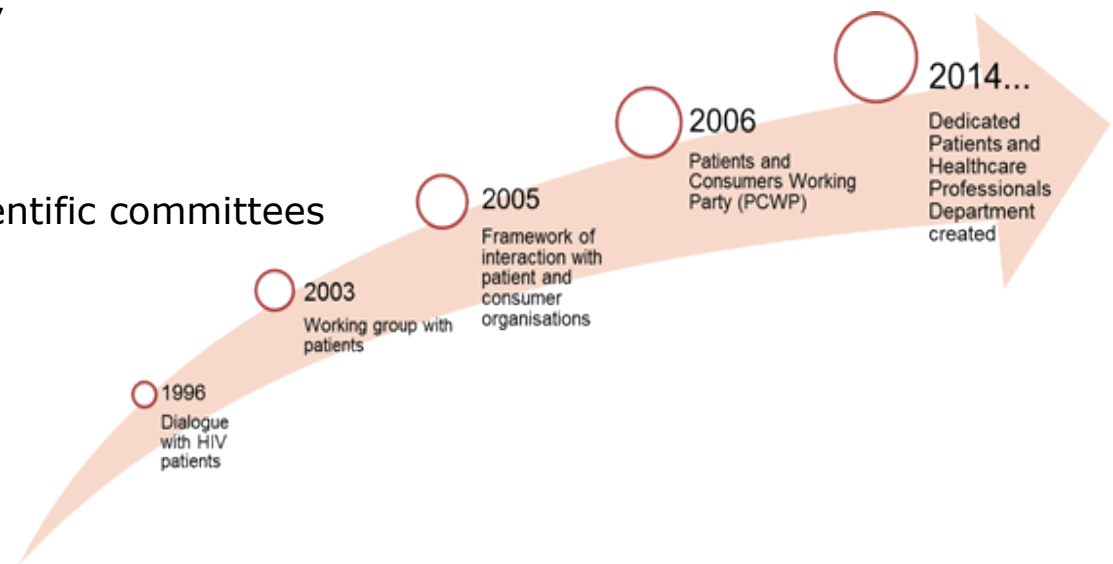 entific committees
2014...
Dedicated
Patients and
Healthcare
Professionals
Department
created
2006
Patients and
Consumers Working
Party (PCWP)
2005
Framework of
interaction with
patient and
consumer
organisations
2003
Working group with
patients
1996
Dialogue
with HIV
patients